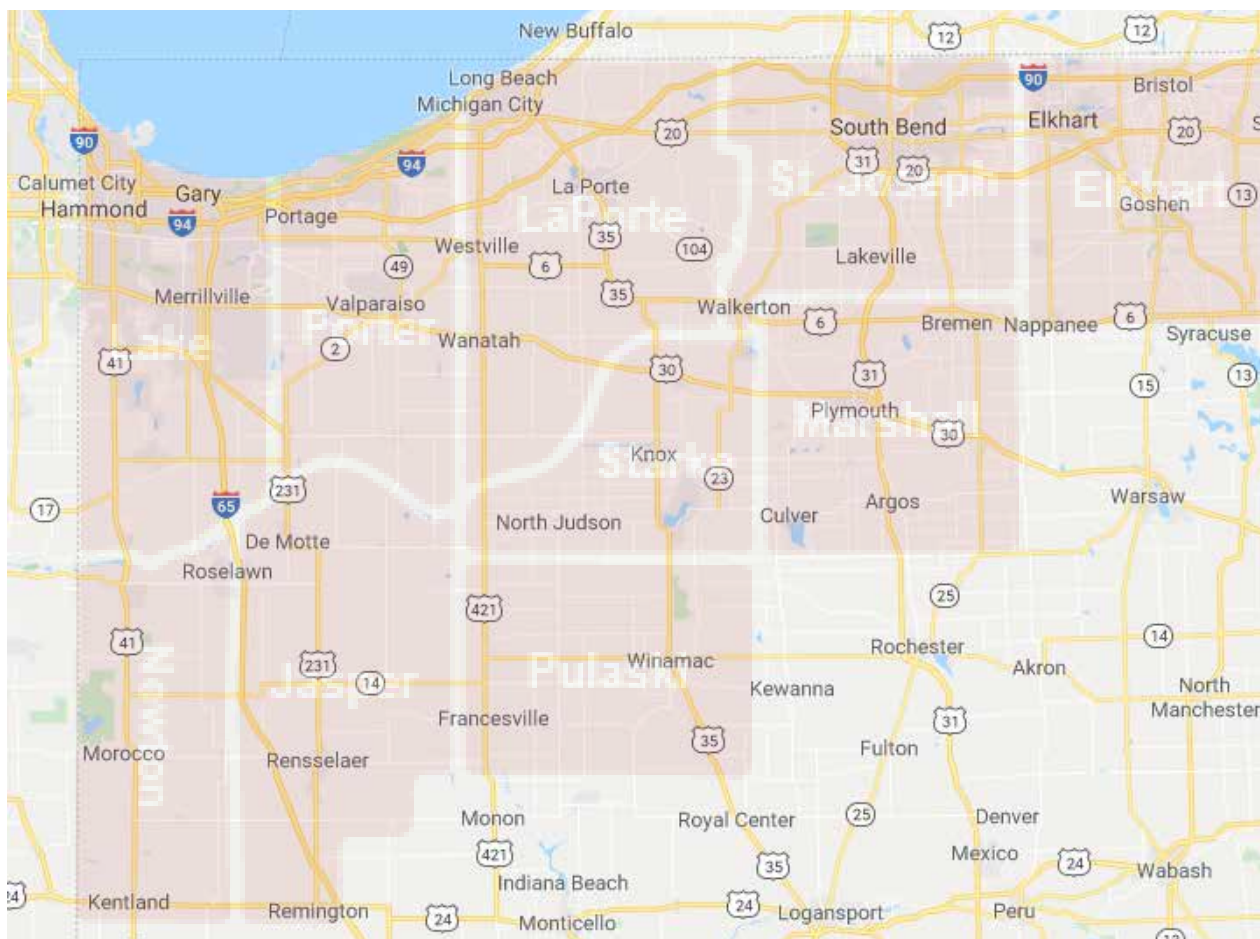 New Buffalo
12
12
Long Beach
Michigan City
90
Bristol
90
20
South Bend
Elkhart
20
94
31
20
Calumet City
Gary
La Porte
St. Joseph
Elkhart
13
Hammond
94
Portage
LaPorte
Goshen
35
Westville
104
49
6
Lakeville
Merrillville
Valparaiso
35
Walkerton
6
Bremen
Nappanee
6
Lake
Porter
2
Wanatah
Syracuse
41
30
31
15
13
Plymouth
Marshall
30
Knox
Starke
23
231
17
65
North Judson
Culver
Argos
Warsaw
De Motte
Roselawn
25
421
41
Rochester
14
231
14
Jasper
Pulaski
Winamac
Akron
Newton
Kewanna
North
Manchester
Francesville
35
31
Morocco
Rensselaer
Fulton
Monon
Royal Center
25
Denver
421
Mexico
24
35
Wabash
Indiana Beach
24
Kentland
Remington
24
Monticello
24
Logansport
Peru